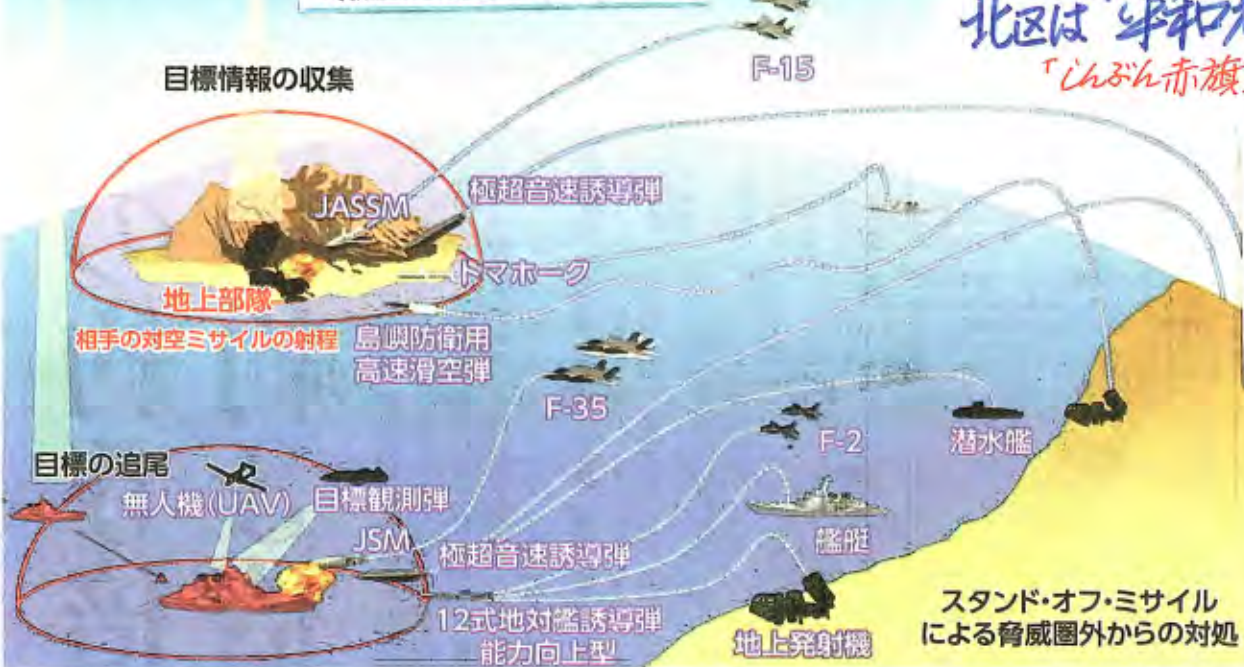 北区は
「しんぶん赤旗
F-15
目標情報の収集
JASSM
極超音速誘導弾
トマホーク
地上部隊
相手の対空ミサイルの射程
島嶼防衛用
高速滑空弾
F-35
F-2
潜水艦
目標の追尾
無人機(UAV)
目標観測弾
JSM
極超音速誘導弾
艦艇
12式地対艦誘導弾
能力向上型
地上発射機
スタンド・オフ・ミサイル
による脅威圏外からの対処